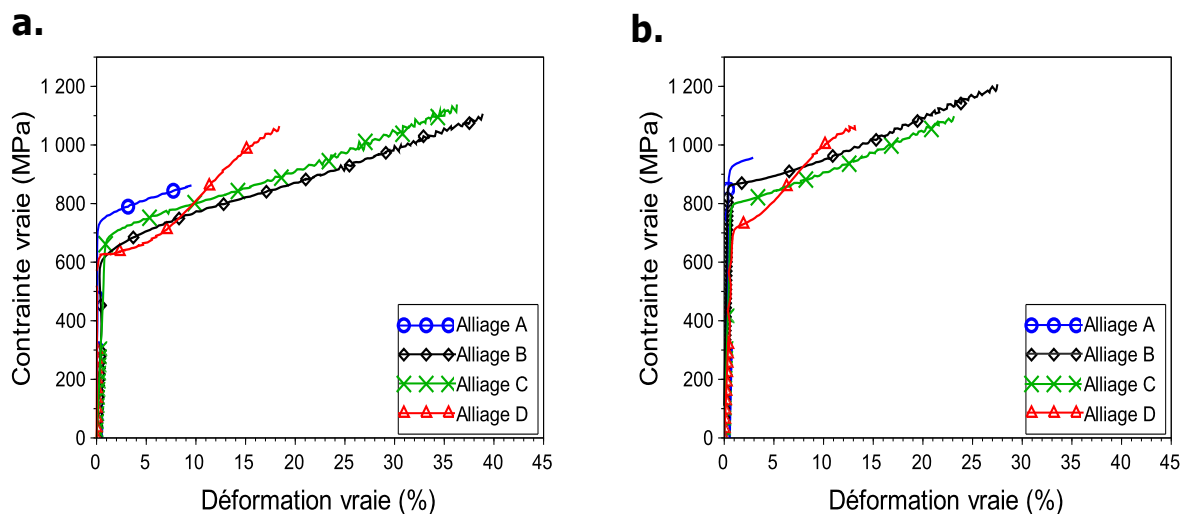 a.
Contrainte vraie (MPa)
1 200
1 000
800
600
400
200
0
0 5 10 15 20 25 30 35 40 45
Déformation vraie (%)
Alliage A
Alliage B
Alliage C
Alliage D
b.
Contrainte vraie (MPa)
1 200
1 000
800
600
400
200
0
0 5 10 15 20 25 30 35 40 45
Déformation vraie (%)
Alliage A
Alliage B
Alliage C
Alliage D